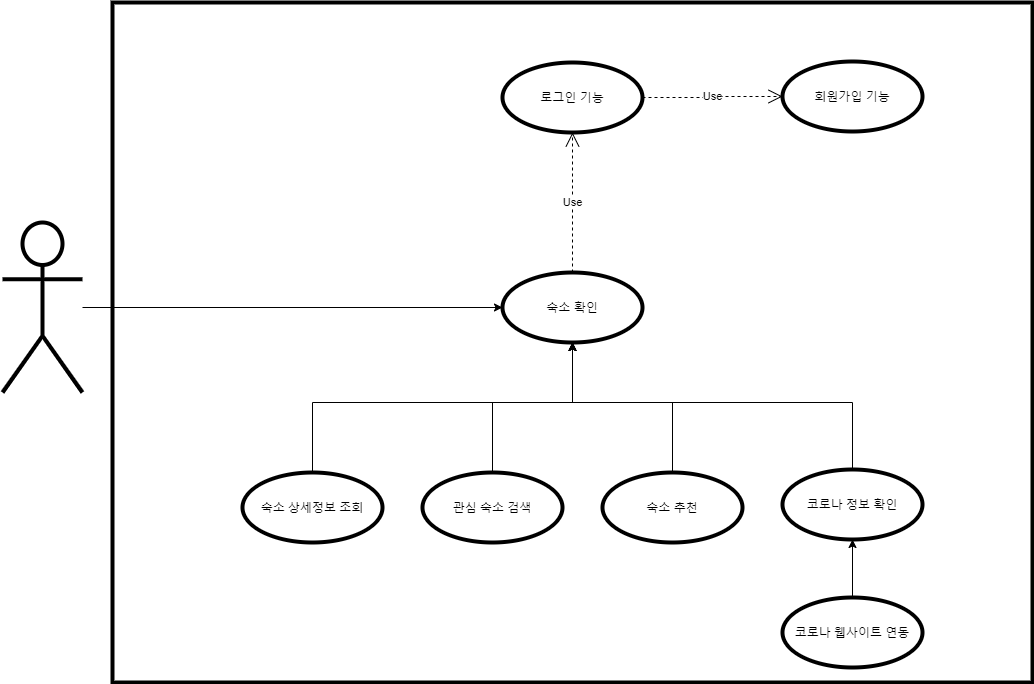 로그인 기능
Use
회원가입 기능
Use
숙소 확인
숙소 상세정보 조회
관심 숙소 검색
숙소 추천
코로나 정보 확인
코로나 웹사이트 연동